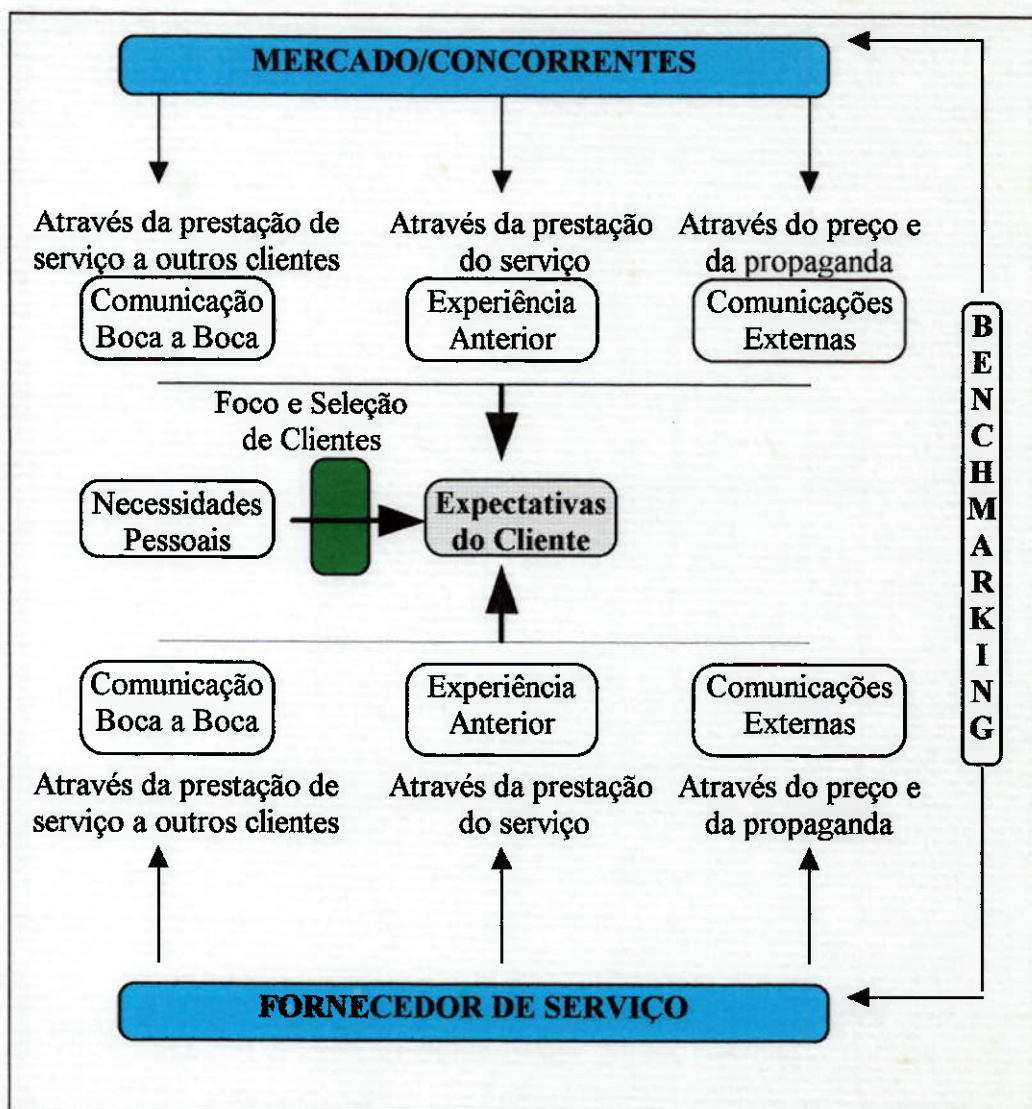 MERCADO/CONCORRENTES
Através da prestação de
serviço a outros clientes
Comunicação
Boca a Boca
Através da prestação
do serviço
Experiência
Anterior
Através do preço e
da propaganda
Comunicações
Externas
Foco e Seleção
de Clientes
Necessidades
Pessoais
Expectativas
do Cliente
Comunicação
Boca a Boca
Através da prestação de
serviço a outros clientes
Experiência
Anterior
Através da prestação
do serviço
Comunicações
Externas
Através do preço e
da propaganda
FORNECEDOR DE SERVIÇO
BENCHMARKING